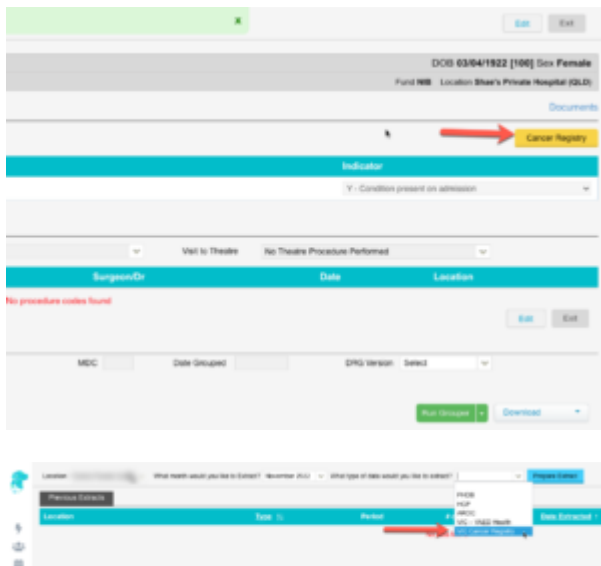 x
Edit Exit
DOB 03/04/1922 [100] Sex Female
Fund NIB Location Shae's Private Hospital (QLD)
Documents
Cancer Registry
Indicator
Y - Condition present on admission
Visit to Theatre No Theatre Procedure Performed
Surgeon/Dr Date Location
No procedure codes found
Edit Exit
MDC Date Grouped DRG Version Select
Run Grouper Download
Location What month would you like to Extract? November 2022 What type of data would you like to extract? Prepare Extract
PHDB
HCP
Previous Extracts
AROC
VIC - VAED Health
Location Type Period Date Extracted
VIC Cancer Registry